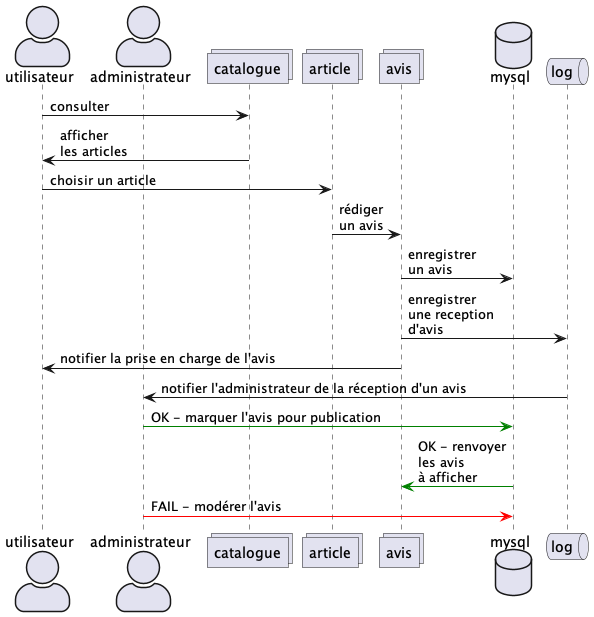 utilisateur administrateur catalogue article avis mysql log
consulter
afficher
les articles
choisir un article
rédiger
un avis
enregistrer
un avis
enregistrer
une reception
d'avis
notifier la prise en charge de l'avis
notifier l'administrateur de la réception d'un avis
OK - marquer l'avis pour publication
OK - renvoyer
les avis
à afficher
FAIL - modérer l'avis
utilisateur administrateur catalogue article avis mysql log